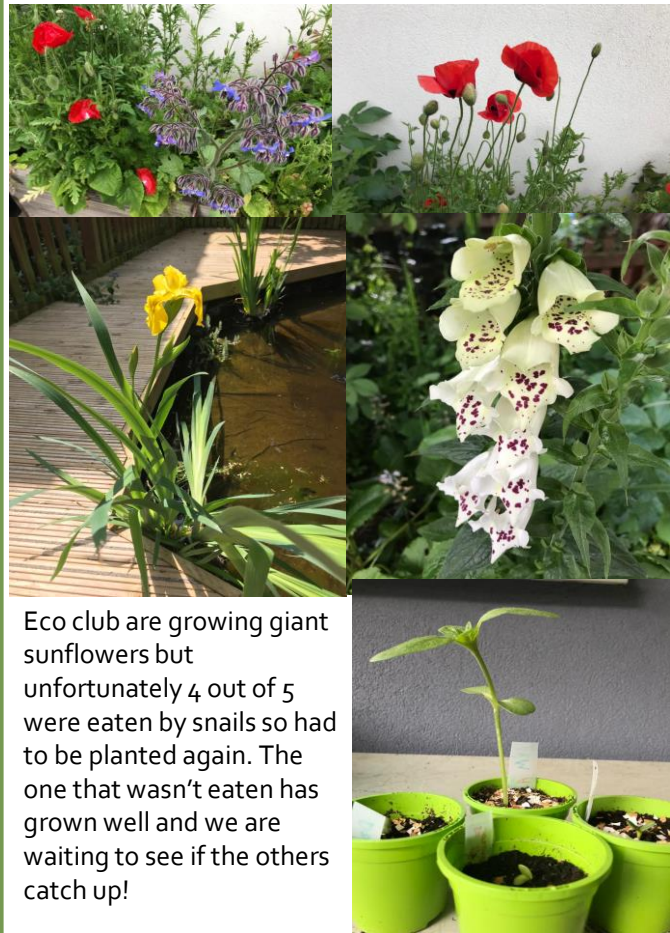 Eco club are growing giant
sunflowers but
unfortunately 4 out of 5
were eaten by snails so had
to be planted again. The
one that wasn’t eaten has
grown well and we are
waiting to see if the others
catch up!